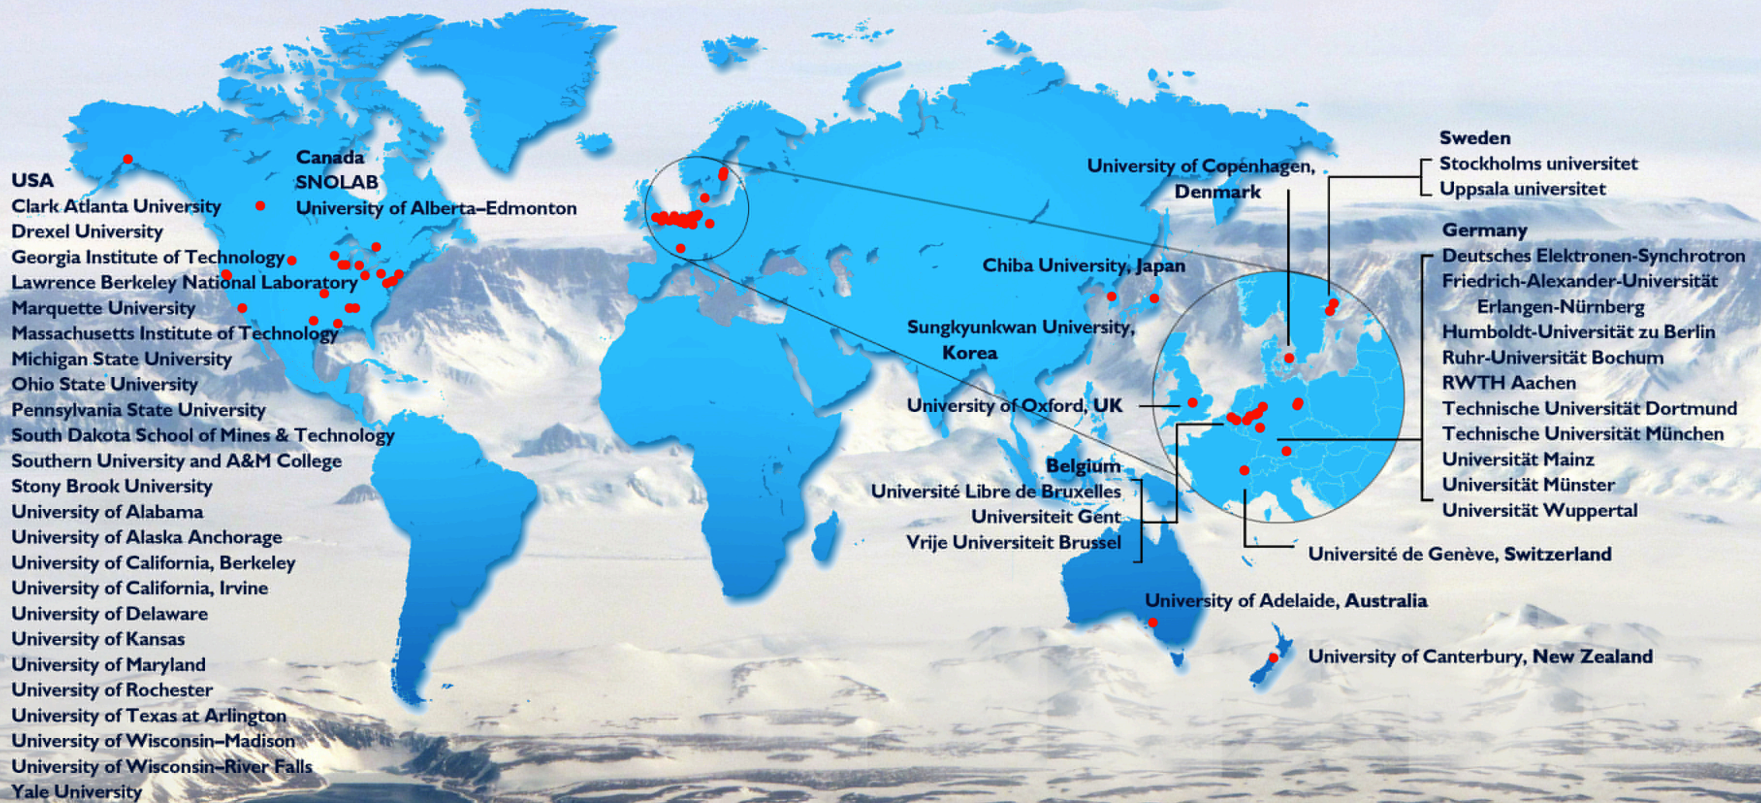 USA
Clark Atlanta University
Drexel University
Georgia Institute of Technology
Lawrence Berkeley National Laboratory
Marquette University
Massachusetts Institute of Technology
Michigan State University
Ohio State University
Pennsylvania State University
South Dakota School of Mines & Technology
Southern University and A&M College
Stony Brook University
University of Alabama
University of Alaska Anchorage
University of California, Berkeley
University of California, Irvine
University of Delaware
University of Kansas
University of Maryland
University of Rochester
University of Texas at Arlington
University of Wisconsin–Madison
University of Wisconsin–River Falls
Yale University
Canada
SNOLAB
University of Alberta–Edmonton
Chiba University, Japan
Sungkyunkwan University,
Korea
University of Oxford, UK
Belgium
Université Libre de Bruxelles
Universiteit Gent
Vrije Universiteit Brussel
University of Copenhagen,
Denmark
Sweden
Stockholms universitet
Uppsala universitet
Germany
Deutsches Elektronen-Synchrotron
Friedrich-Alexander-Universität
Erlangen-Nürnberg
Humboldt-Universität zu Berlin
Ruhr-Universität Bochum
RWTH Aachen
Technische Universität Dortmund
Technische Universität München
Universität Mainz
Universität Münster
Universität Wuppertal
Université de Genève, Switzerland
University of Adelaide, Australia
University of Canterbury, New Zealand